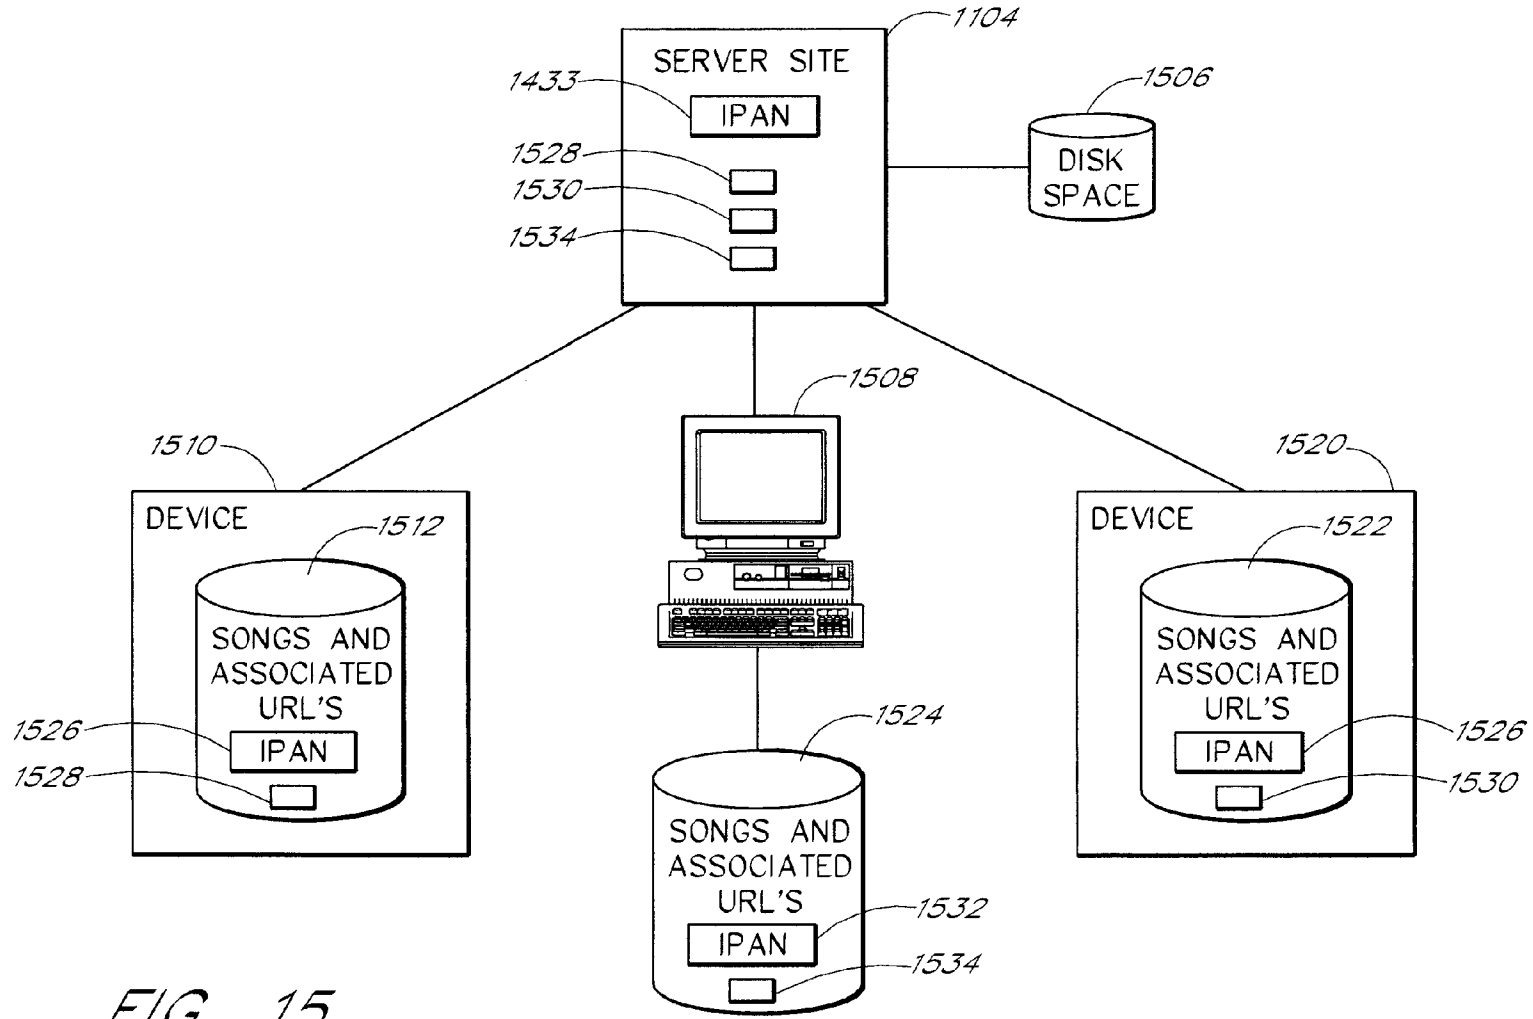 1104
SERVER SITE
1433
IPAN
1506
DISK
SPACE
1528
1530
1534
1508
1510
DEVICE
1512
SONGS AND
ASSOCIATED
URL'S
1526
IPAN
1528
1520
DEVICE
1522
SONGS AND
ASSOCIATED
URL'S
IPAN
1526
1530
1524
SONGS AND
ASSOCIATED
URL'S
1532
IPAN
1534
FIG. 15